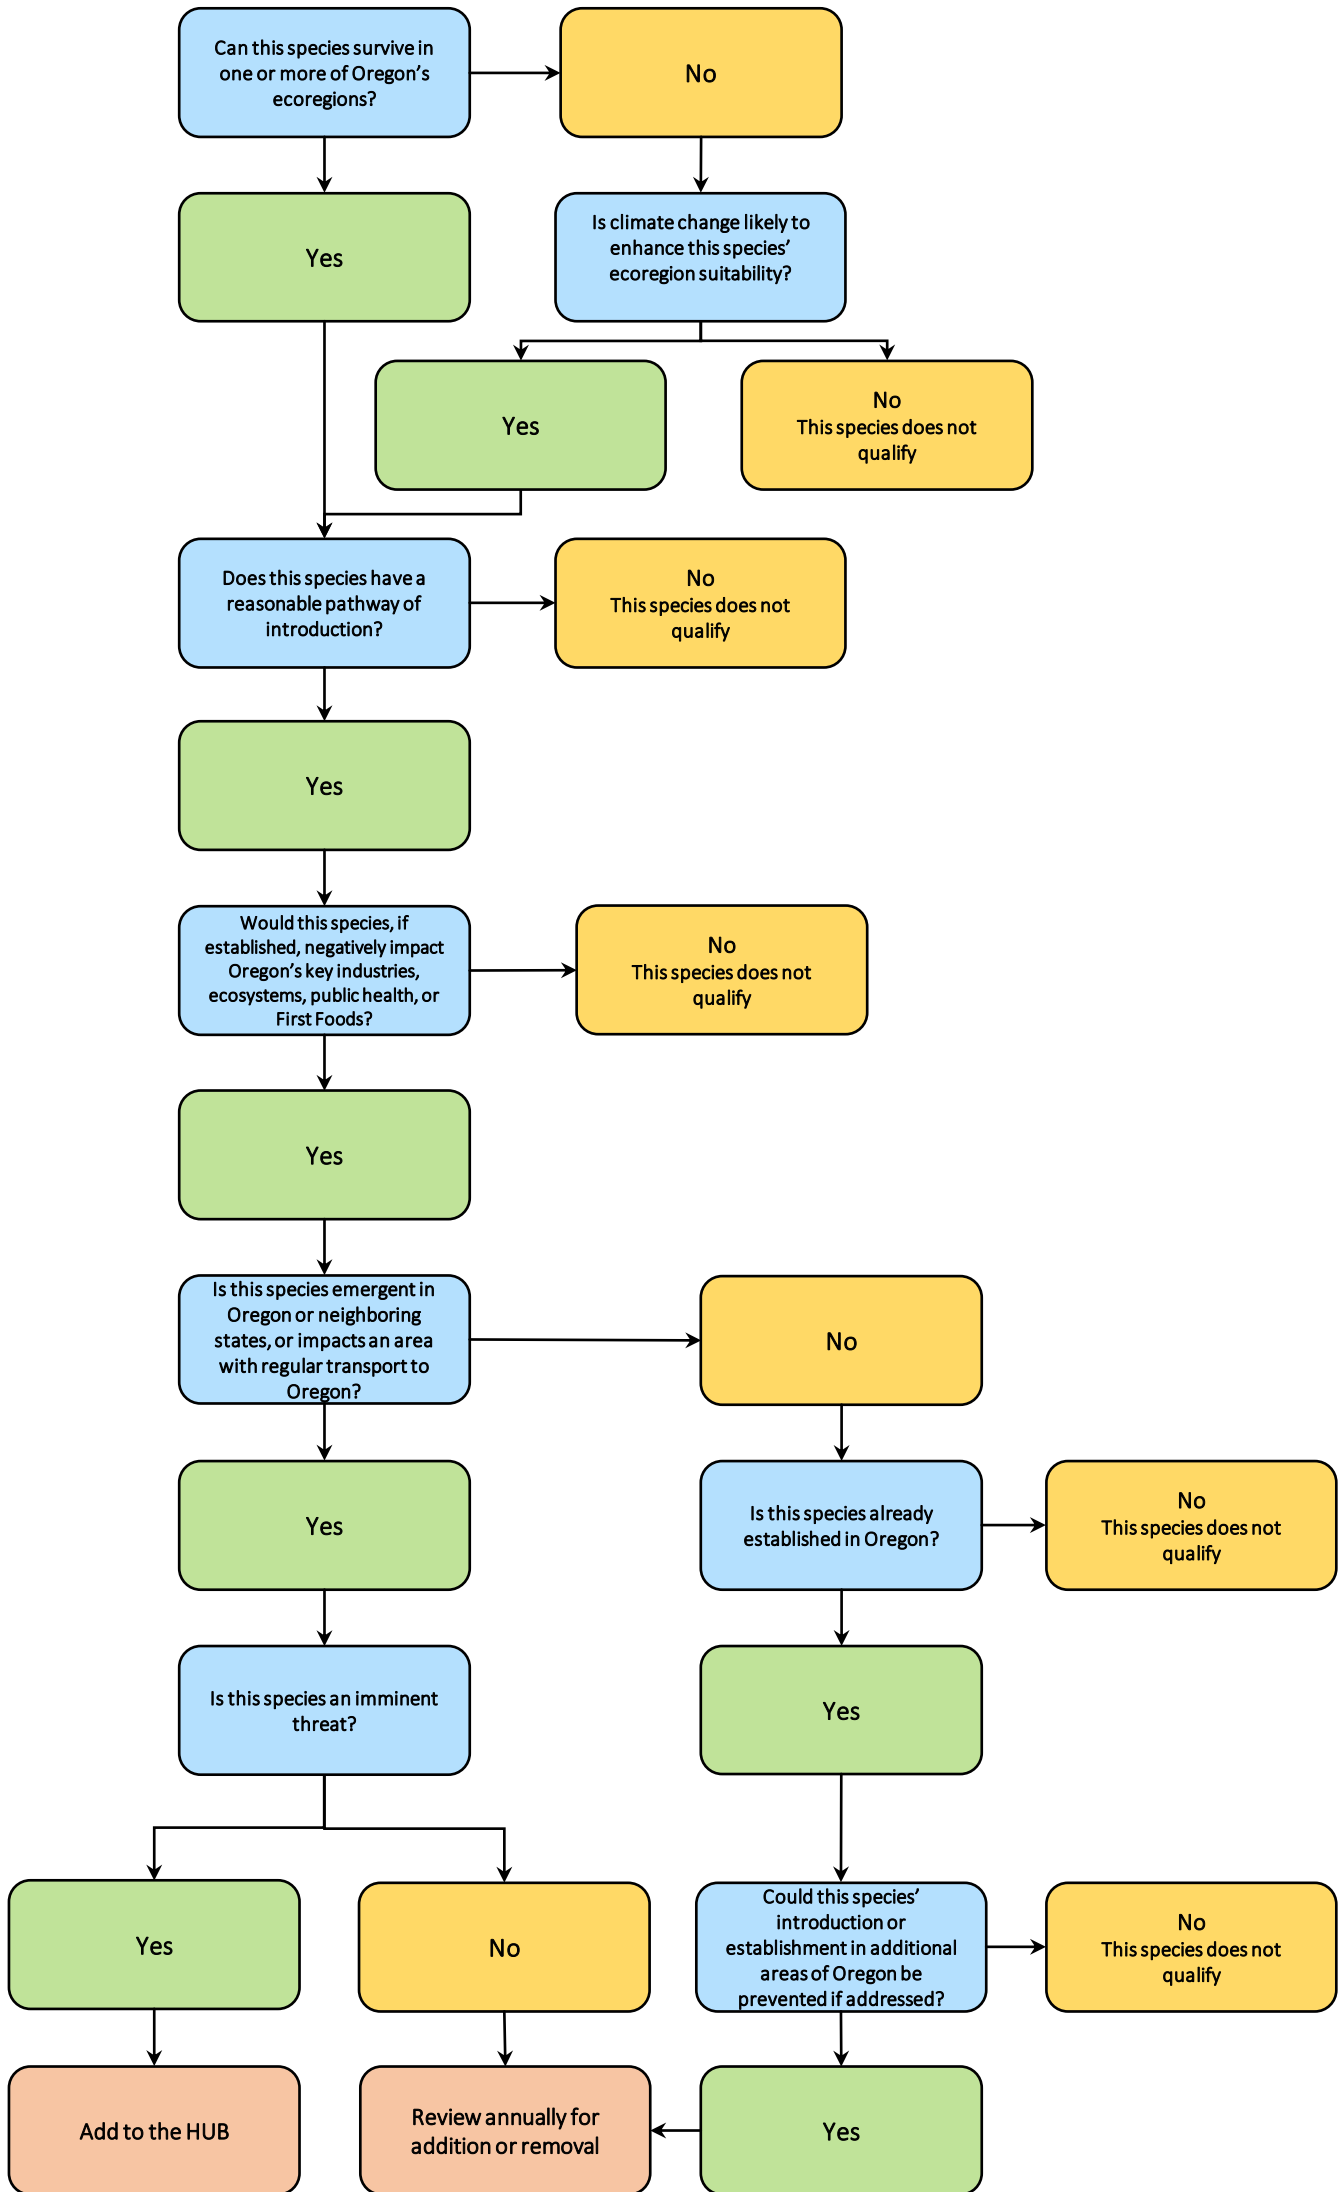 Can this species survive in
one or more of Oregon's
ecoregions?
No
Yes
Is climate change likely to
enhance this species'
ecoregion suitability?
Yes
No
This species does not
qualify
Does this species have a
reasonable pathway of
introduction?
No
This species does not
qualify
Yes
Would this species, if
established, negatively impact
Oregon's key industries,
ecosystems, public health, or
First Foods?
No
This species does not
qualify
Yes
Is this species emergent in
Oregon or neighboring
states, or impacts an area
with regular transport to
Oregon?
No
Yes
Is this species already
established in Oregon?
No
This species does not
qualify
Is this species an imminent
threat?
Yes
Yes
No
Could this species'
introduction or
establishment in additional
areas of Oregon be
prevented if addressed?
No
This species does not
qualify
Add to the HUB
Review annually for
addition or removal
Yes